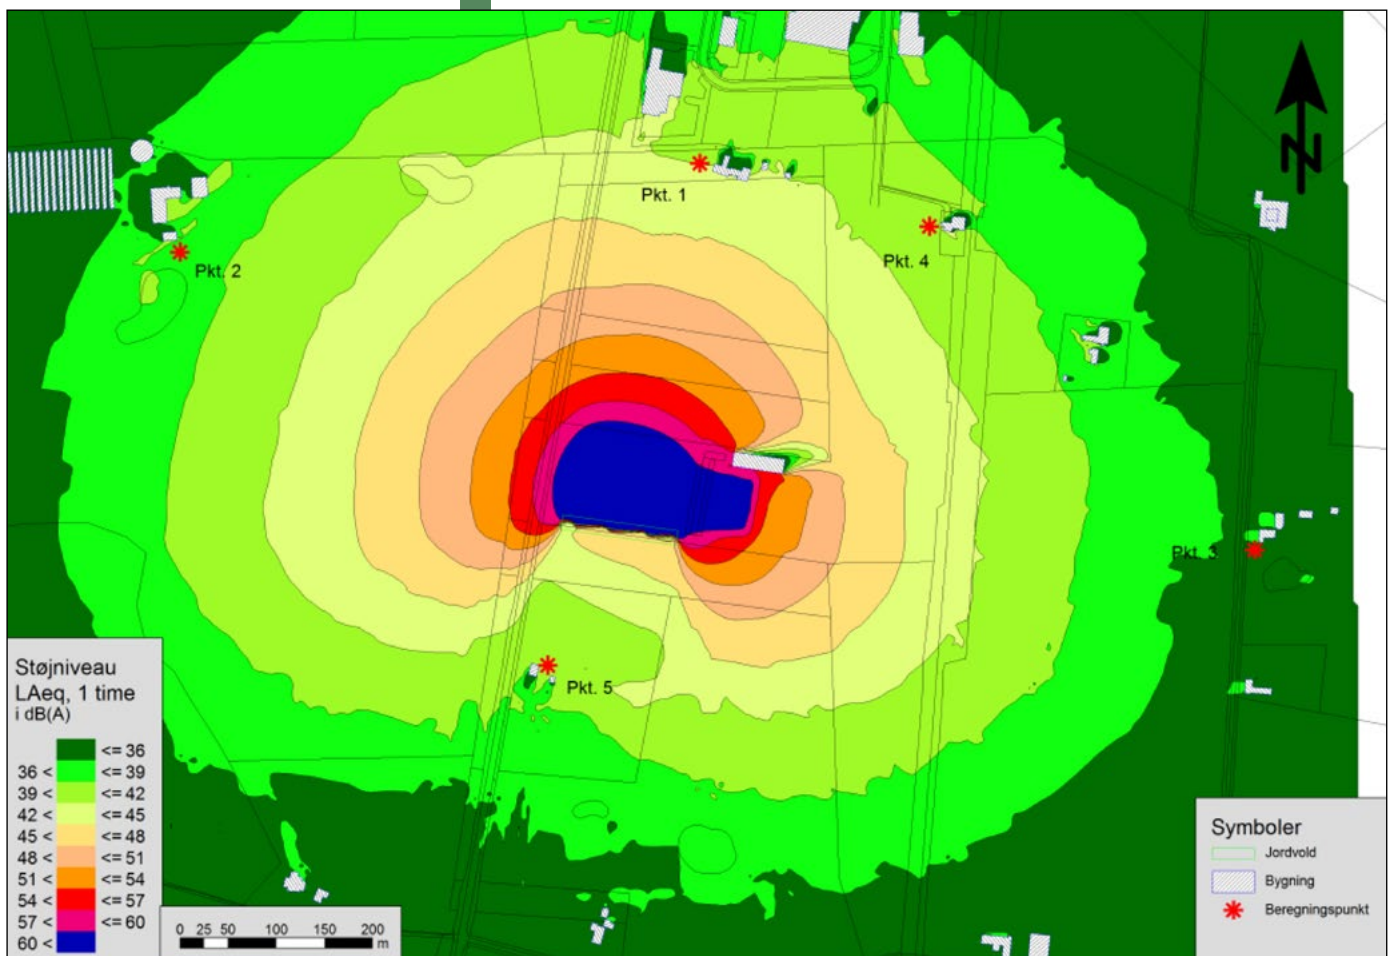 N
Pkt. 1
Pkt. 2
Pkt. 4
Pkt. 3
Pkt. 5
Støjniveau
LAeq, 1 time
i dB(A)
<= 36
36 < <= 39
39 < <= 42
42 < <= 45
45 < <= 48
48 < <= 51
51 < <= 54
54 < <= 57
57 < <= 60
60 <
0 25 50 100 150 200
m
Symboler
Jordvold
Bygning
Beregningspunkt